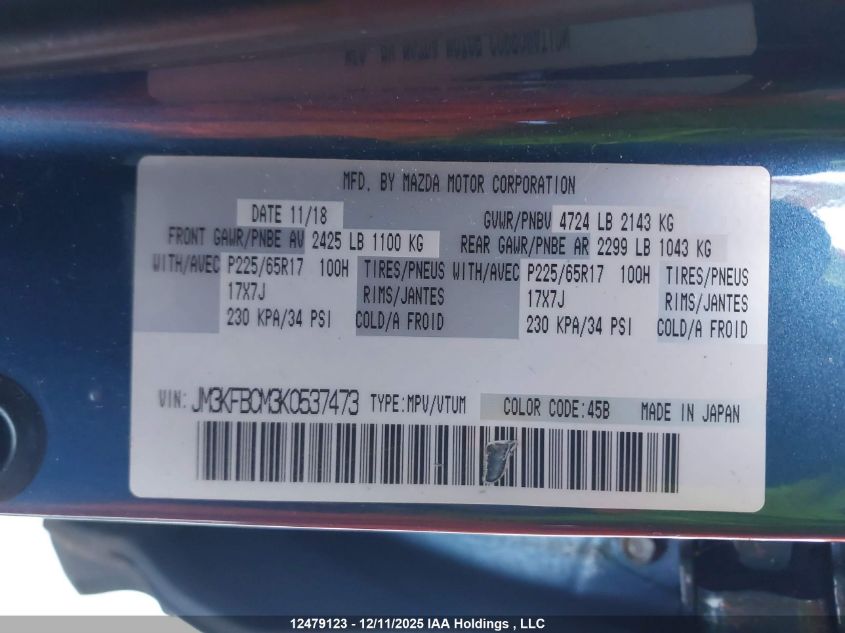 MFD. BY MAZDA MOTOR CORPORATION
DATE 11/18 GVWR/PNBV 4724 LB 2143 KG
FRONT GAWR/PNBE AV 2425 LB 1100 KG REAR GAWR/PNBE AR 2299 LB 1043 KG
WITH/AVEC P225/65R17 100H TIRES/PNEUS WITH/AVEC P225/65R17 100H TIRES/PNEUS
17X7J RIMS/JANTES 17X7J RIMS/JANTES
230 KPA/34 PSI COLD/A FROID 230 KPA/34 PSI COLD/A FROID
VIN: JM3KFBCM3K0537473 TYPE:MPV/VTUM COLOR CODE:45B MADE IN JAPAN
12479123 - 12/11/2025 IAA Holdings , LLC